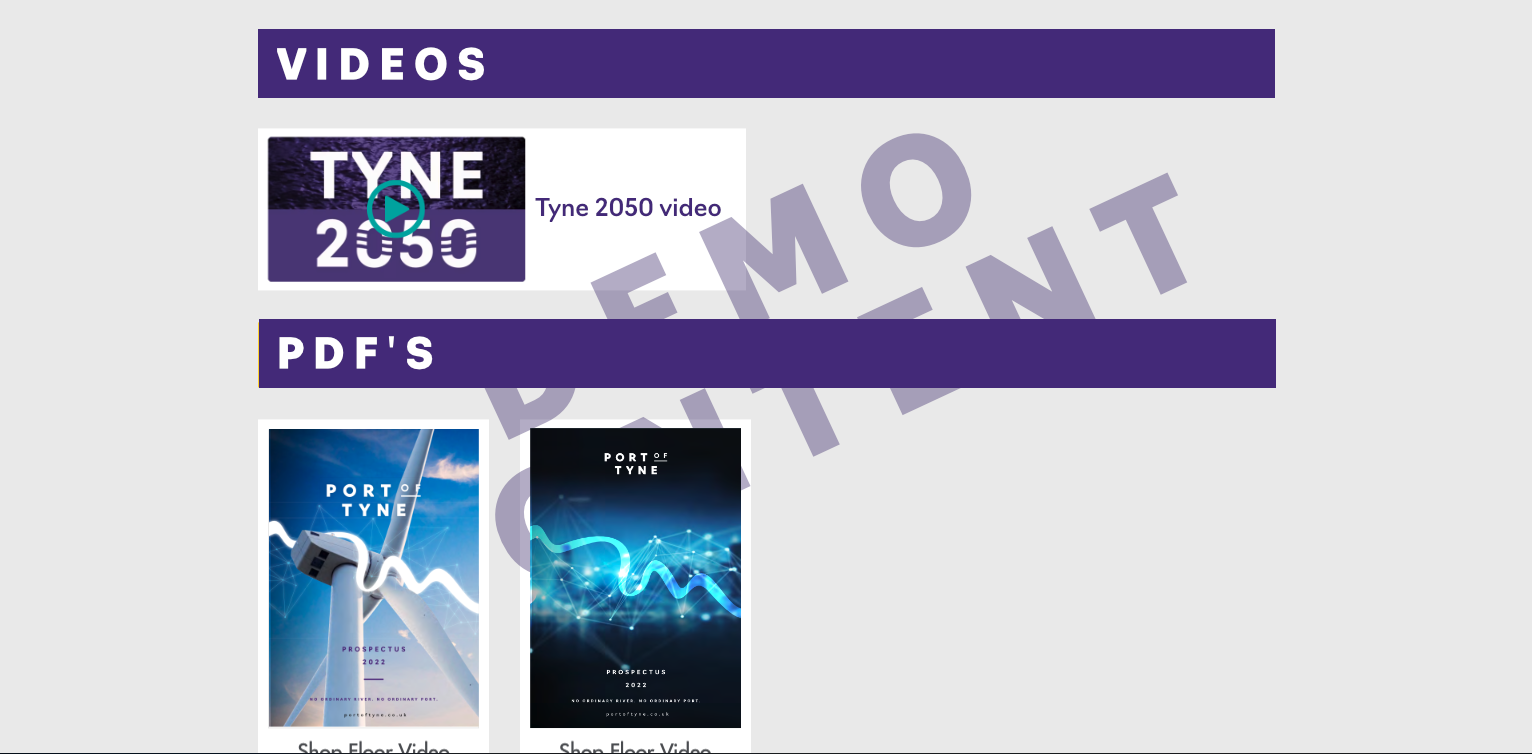 VIDEOS
TYNE
2050
Tyne 2050 video
DEMO
CONTENT
PDF'S
PORT OF
TYNE
PROSPECTUS
2022
NO ORDINARY RIVER. NO ORDINARY PORT.
portoftyne.co.uk
Shop Floor Video
PORT OF
TYNE
PROSPECTUS
2022
NO ORDINARY RIVER. NO ORDINARY PORT.
portoftyne.co.uk
Shop Floor Video